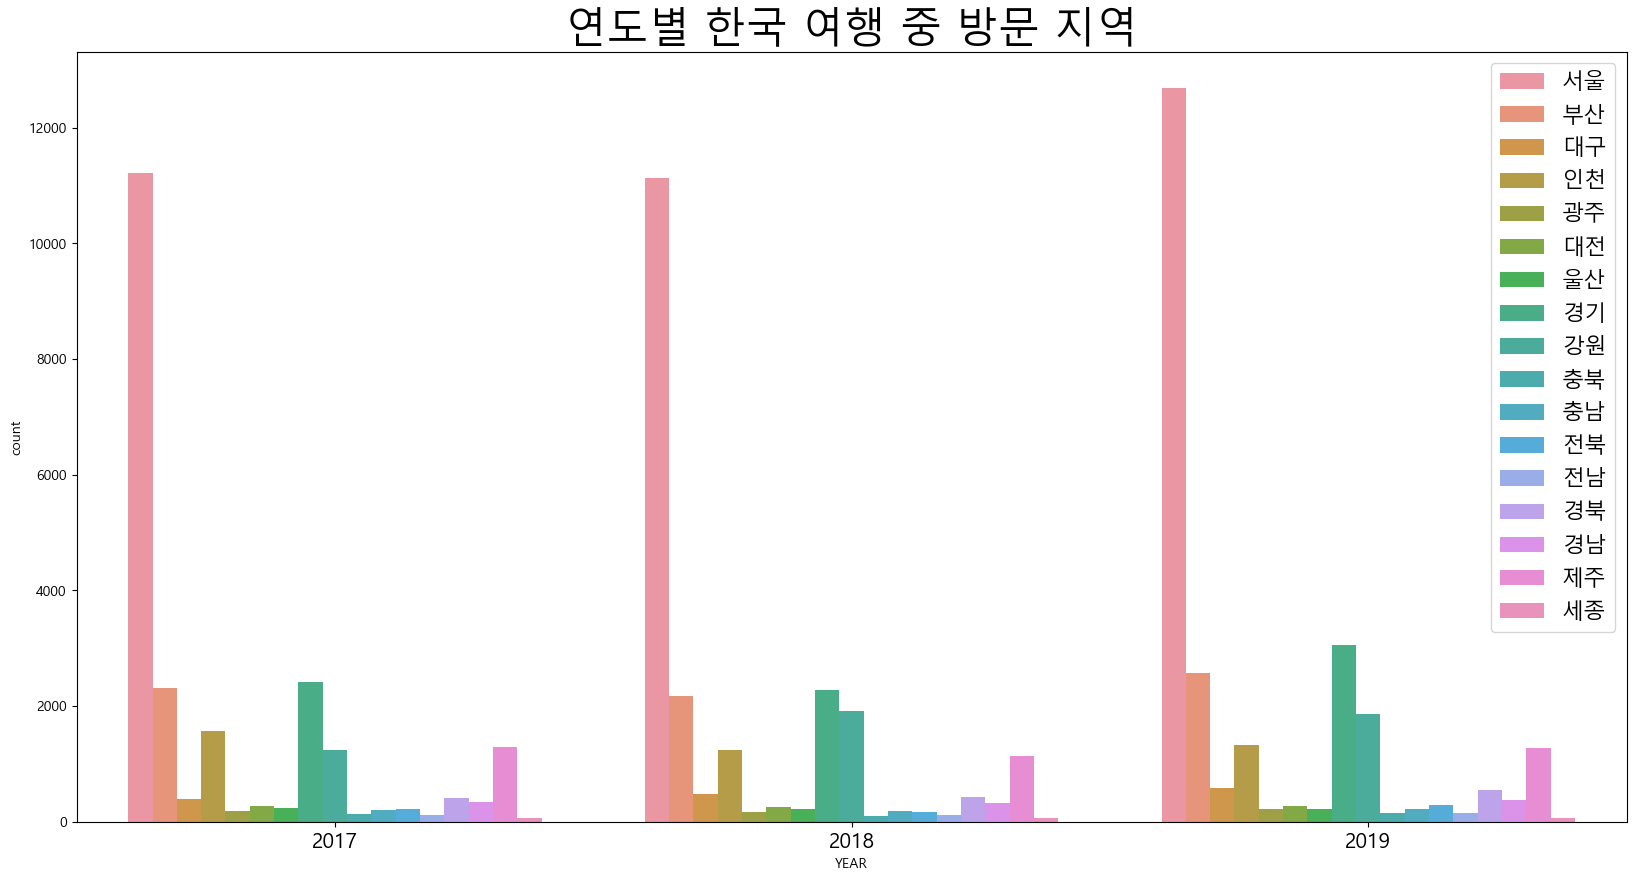 연도별 한국 여행 중 방문 지역
서울
부산
대구
인천
광주
대전
울산
경기
강원
충북
충남
전북
전남
경북
경남
제주
세종
12000
10000
8000
6000
4000
2000
0
count
2017 2018 2019
YEAR